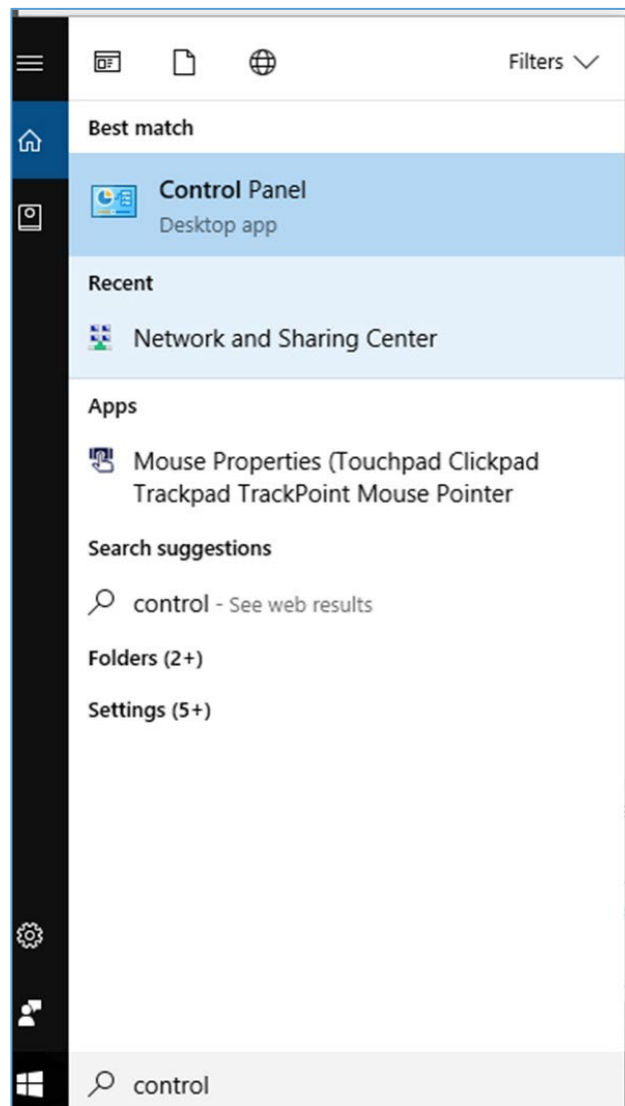 Filters
Best match
Control Panel
Desktop app
Recent
Network and Sharing Center
Apps
Mouse Properties (Touchpad Clickpad
Trackpad TrackPoint Mouse Pointer
Search suggestions
control - See web results
Folders (2+)
Settings (5+)
control